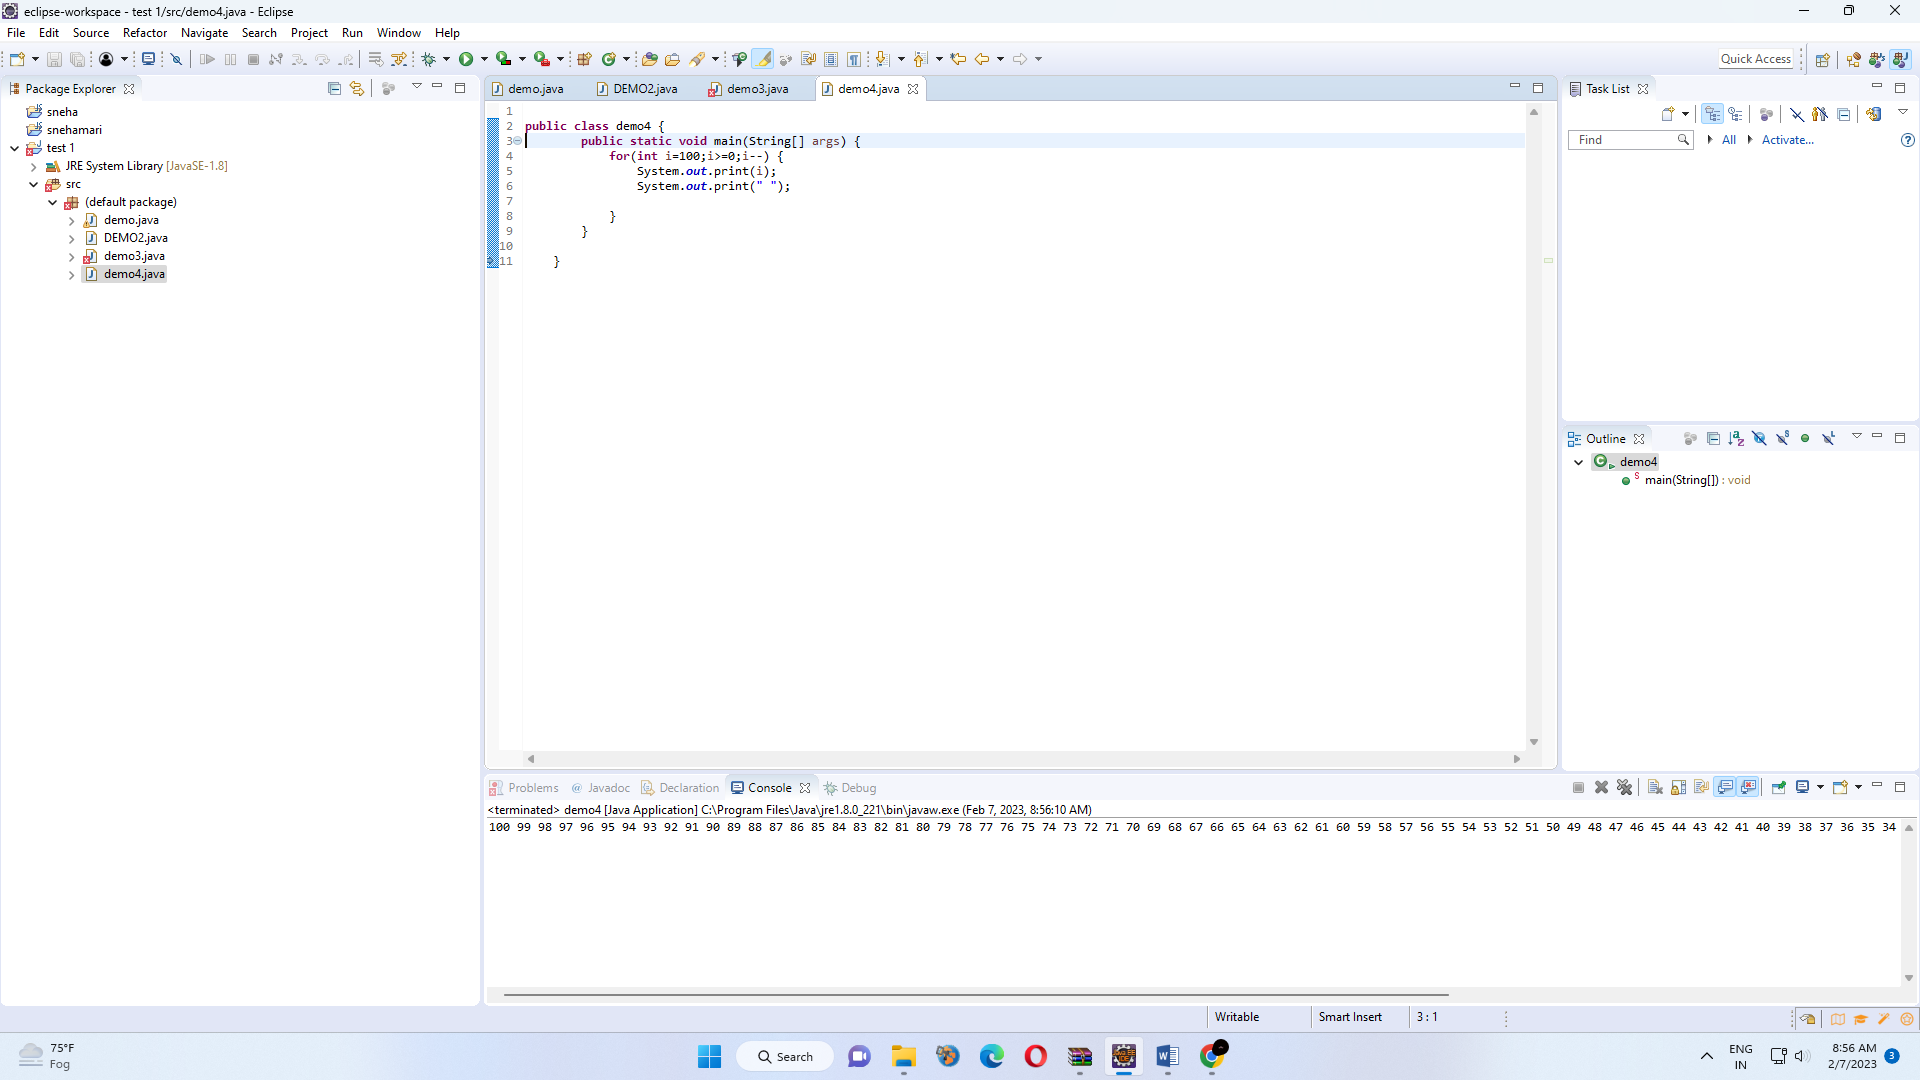 eclipse-workspace - test 1/src/demo4.java - Eclipse
File Edit Source Refactor Navigate Search Project Run Window Help
Quick Access
Package Explorer
sneha
snehamari
test 1
JRE System Library [JavaSE-1.8]
src
(default package)
demo.java
DEMO2.java
demo3.java
demo4.java
demo.java DEMO2.java demo3.java demo4.java
1
2 public class demo4 {
3 public static void main(String[] args) {
4 for(int i=100;i>=0;i--) {
5 System.out.print(i);
6 System.out.print(" ");
7
8 }
9 }
10
11 }
Task List
Find All Activate...
Outline
demo4
main(String[]) : void
Problems @ Javadoc Declaration Console Debug
<terminated> demo4 [Java Application] C:\Program Files\Java\jre1.8.0_221\bin\javaw.exe (Feb 7, 2023, 8:56:10 AM)
100 99 98 97 96 95 94 93 92 91 90 89 88 87 86 85 84 83 82 81 80 79 78 77 76 75 74 73 72 71 70 69 68 67 66 65 64 63 62 61 60 59 58 57 56 55 54 53 52 51 50 49 48 47 46 45 44 43 42 41 40 39 38 37 36 35 34
Writable Smart Insert 3 : 1
75°F
Fog
Search
ENG
IN
8:56 AM
2/7/2023
3